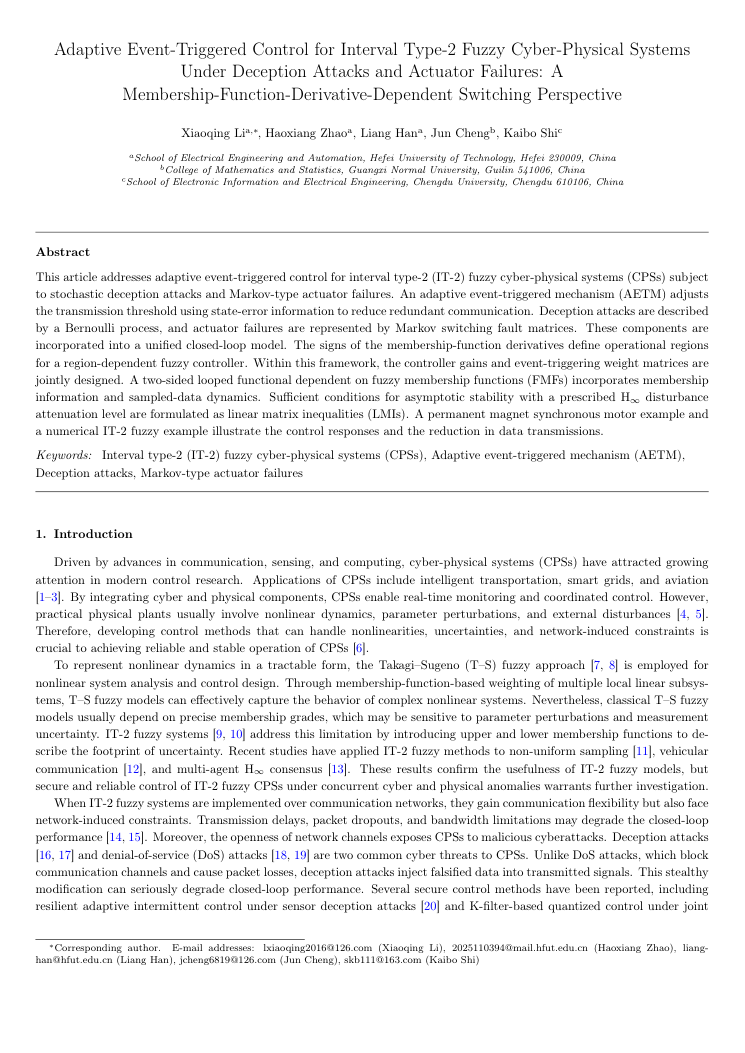 Adaptive Event-Triggered Control for Interval Type-2 Fuzzy Cyber-Physical Systems
Under Deception Attacks and Actuator Failures: A
Membership-Function-Derivative-Dependent Switching Perspective
Xiaoqing Liᵃ,*, Haoxiang Zhaoᵃ, Liang Hanᵃ, Jun Chengᵇ, Kaibo Shiᶜ
ᵃSchool of Electrical Engineering and Automation, Hefei University of Technology, Hefei 230009, China
ᵇCollege of Mathematics and Statistics, Guangxi Normal University, Guilin 541006, China
ᶜSchool of Electronic Information and Electrical Engineering, Chengdu University, Chengdu 610106, China
Abstract
This article addresses adaptive event-triggered control for interval type-2 (IT-2) fuzzy cyber-physical systems (CPSs) subject
to stochastic deception attacks and Markov-type actuator failures. An adaptive event-triggered mechanism (AETM) adjusts
the transmission threshold using state-error information to reduce redundant communication. Deception attacks are described
by a Bernoulli process, and actuator failures are represented by Markov switching fault matrices. These components are
incorporated into a unified closed-loop model. The signs of the membership-function derivatives define operational regions
for a region-dependent fuzzy controller. Within this framework, the controller gains and event-triggering weight matrices are
jointly designed. A two-sided looped functional dependent on fuzzy membership functions (FMFs) incorporates membership
information and sampled-data dynamics. Sufficient conditions for asymptotic stability with a prescribed H∞ disturbance
attenuation level are formulated as linear matrix inequalities (LMIs). A permanent magnet synchronous motor example and
a numerical IT-2 fuzzy example illustrate the control responses and the reduction in data transmissions.
Keywords: Interval type-2 (IT-2) fuzzy cyber-physical systems (CPSs), Adaptive event-triggered mechanism (AETM),
Deception attacks, Markov-type actuator failures
1. Introduction
Driven by advances in communication, sensing, and computing, cyber-physical systems (CPSs) have attracted growing
attention in modern control research. Applications of CPSs include intelligent transportation, smart grids, and aviation
[1–3]. By integrating cyber and physical components, CPSs enable real-time monitoring and coordinated control. However,
practical physical plants usually involve nonlinear dynamics, parameter perturbations, and external disturbances [4, 5].
Therefore, developing control methods that can handle nonlinearities, uncertainties, and network-induced constraints is
crucial to achieving reliable and stable operation of CPSs [6].
To represent nonlinear dynamics in a tractable form, the Takagi–Sugeno (T–S) fuzzy approach [7, 8] is employed for
nonlinear system analysis and control design. Through membership-function-based weighting of multiple local linear subsys-
tems, T–S fuzzy models can effectively capture the behavior of complex nonlinear systems. Nevertheless, classical T–S fuzzy
models usually depend on precise membership grades, which may be sensitive to parameter perturbations and measurement
uncertainty. IT-2 fuzzy systems [9, 10] address this limitation by introducing upper and lower membership functions to de-
scribe the footprint of uncertainty. Recent studies have applied IT-2 fuzzy methods to non-uniform sampling [11], vehicular
communication [12], and multi-agent H∞ consensus [13]. These results confirm the usefulness of IT-2 fuzzy models, but
secure and reliable control of IT-2 fuzzy CPSs under concurrent cyber and physical anomalies warrants further investigation.
When IT-2 fuzzy systems are implemented over communication networks, they gain communication flexibility but also face
network-induced constraints. Transmission delays, packet dropouts, and bandwidth limitations may degrade the closed-loop
performance [14, 15]. Moreover, the openness of network channels exposes CPSs to malicious cyberattacks. Deception attacks
[16, 17] and denial-of-service (DoS) attacks [18, 19] are two common cyber threats to CPSs. Unlike DoS attacks, which block
communication channels and cause packet losses, deception attacks inject falsified data into transmitted signals. This stealthy
modification can seriously degrade closed-loop performance. Several secure control methods have been reported, including
resilient adaptive intermittent control under sensor deception attacks [20] and K-filter-based quantized control under joint
*Corresponding author. E-mail addresses: lxiaoqing2016@126.com (Xiaoqing Li), 2025110394@mail.hfut.edu.cn (Haoxiang Zhao), liang-
han@hfut.edu.cn (Liang Han), jcheng6819@126.com (Jun Cheng), skb111@163.com (Kaibo Shi)